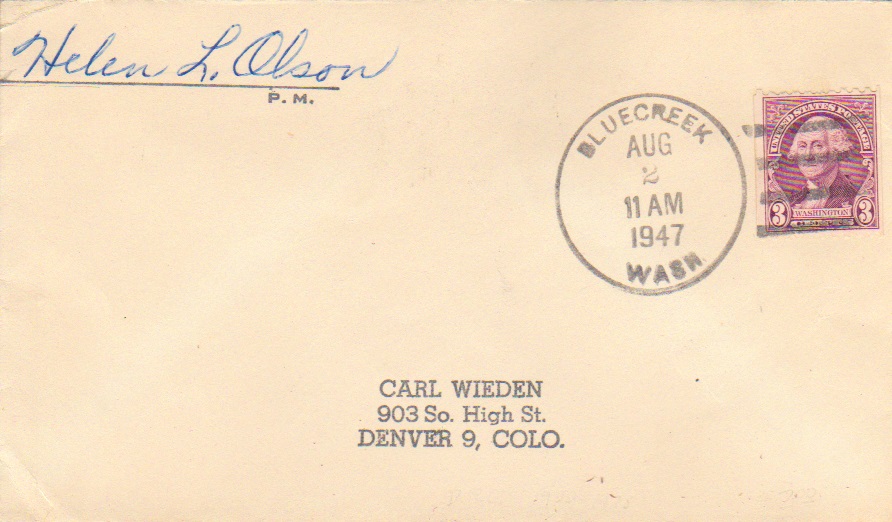 Helen L. Olson
P. M.
BLUECREEK
AUG
2
11 AM
1947
WASH.
UNITED STATES POSTAGE
3 WASHINGTON 3
CARL WIEDEN
903 So. High St.
DENVER 9, COLO.